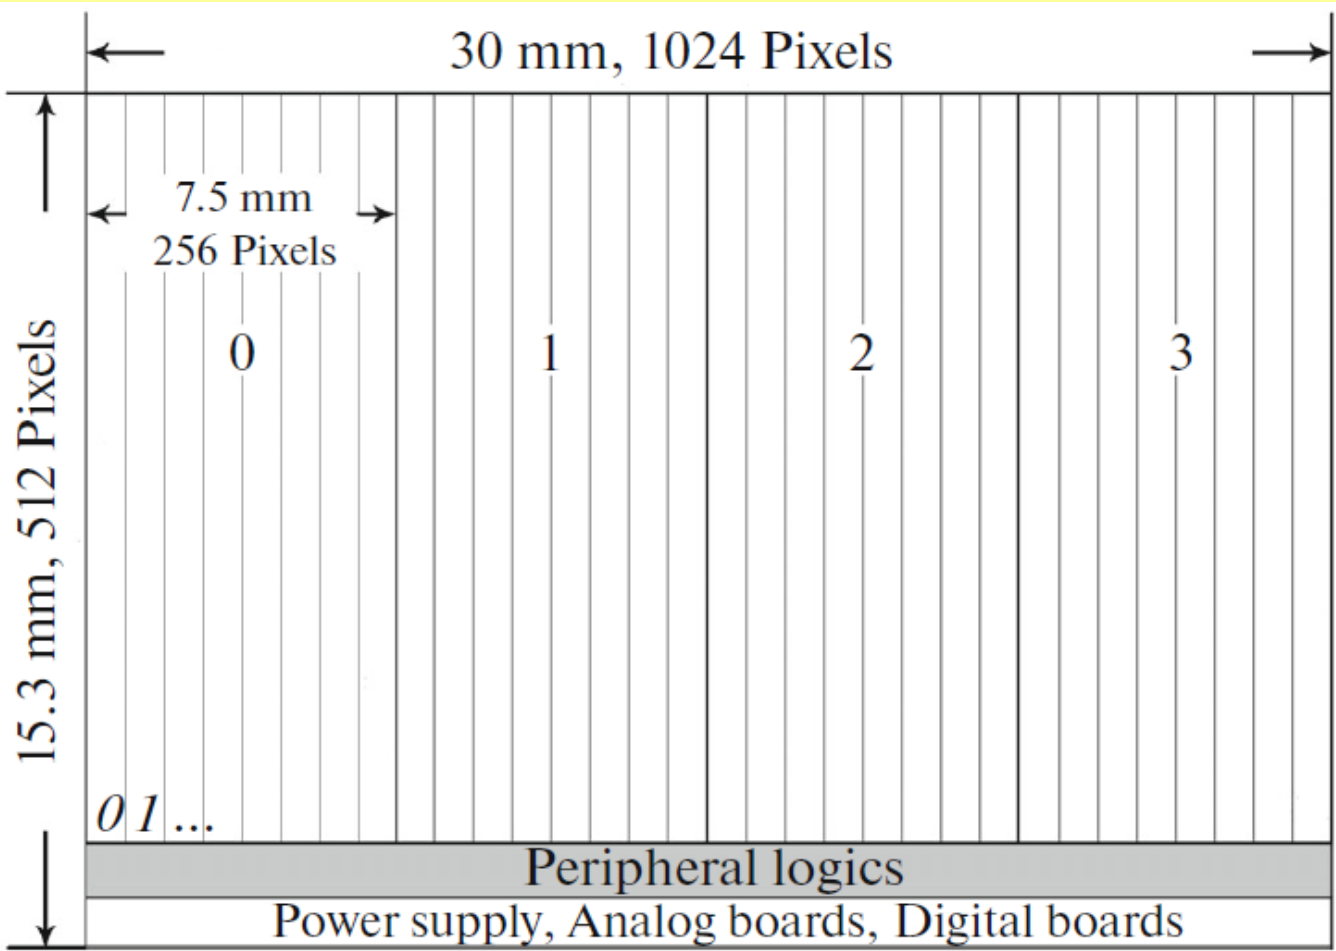 30 mm, 1024 Pixels
7.5 mm
256 Pixels
15.3 mm, 512 Pixels
0
1
2
3
0 1 ...
Peripheral logics
Power supply, Analog boards, Digital boards